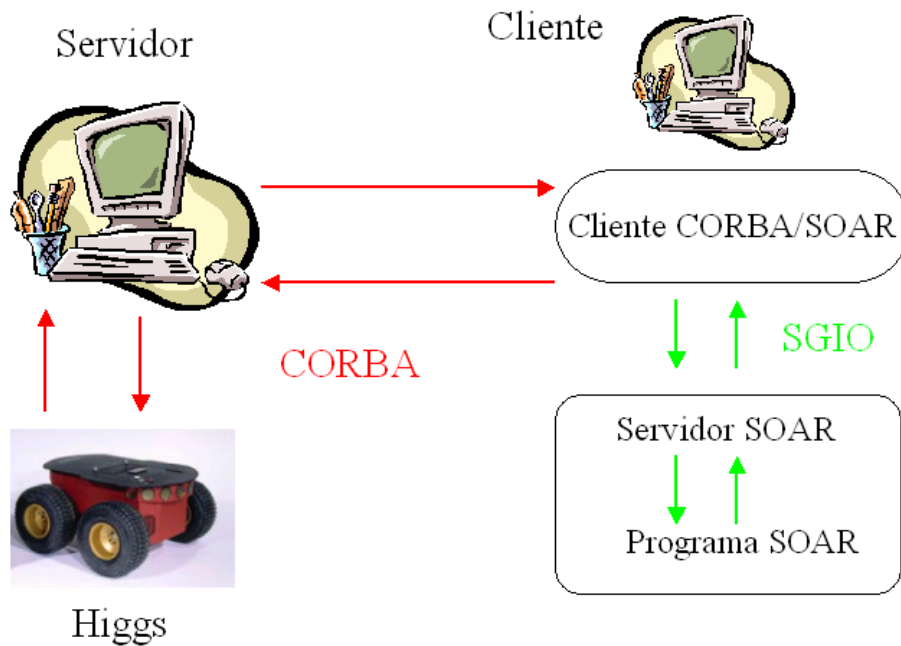 Servidor
Cliente
Cliente CORBA/SOAR
CORBA
SGIO
Servidor SOAR
Programa SOAR
Higgs